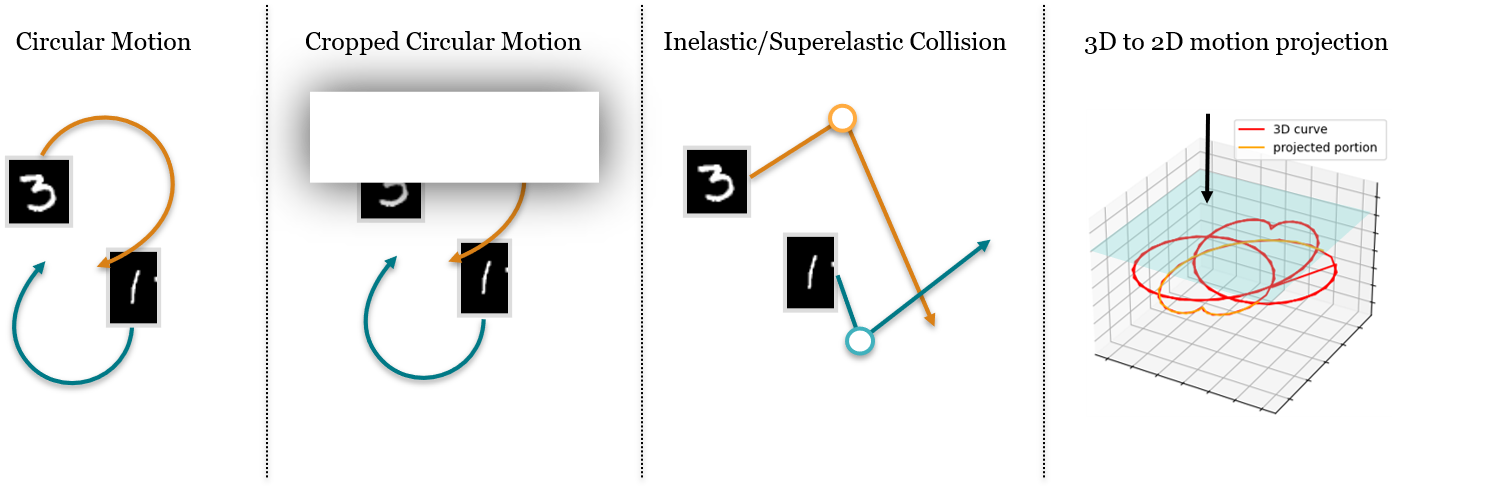 Circular Motion
Cropped Circular Motion
Inelastic/Superelastic Collision
3D to 2D motion projection
3
1
3
1
3
1
3D curve
projected portion